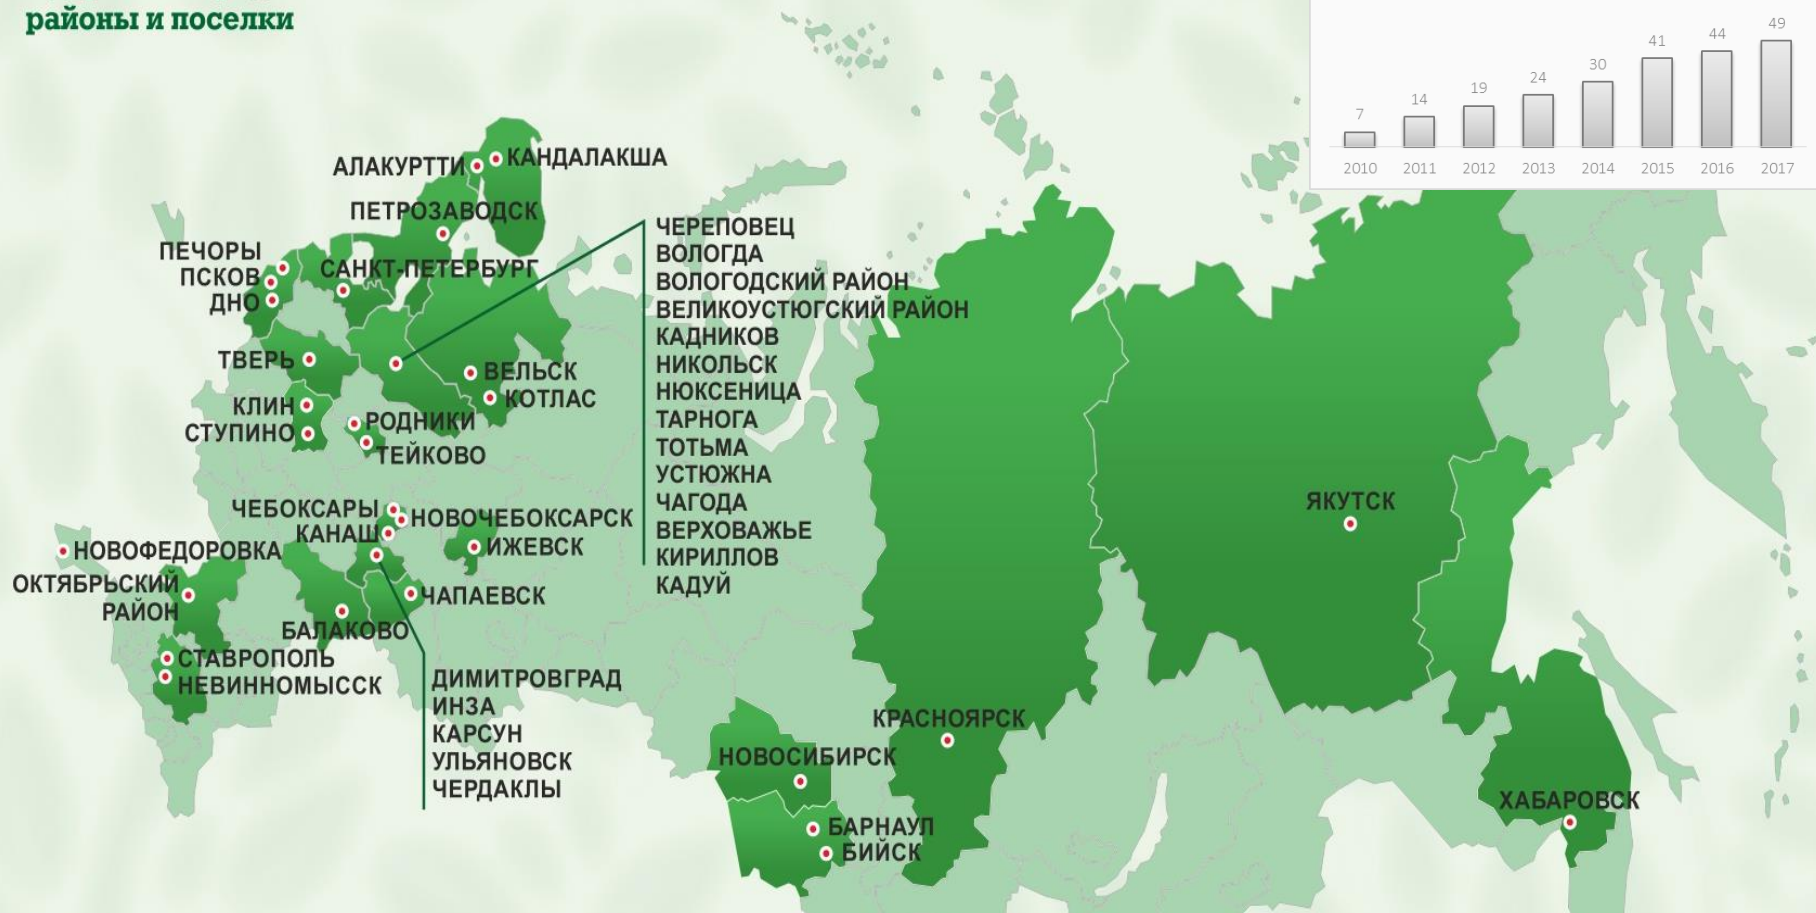 районы и поселки
49
44
41
30
24
19
14
7
2010 2011 2012 2013 2014 2015 2016 2017
АЛАКУРТТИ
КАНДАЛАКША
ПЕТРОЗАВОДСК
ПЕЧОРЫ
ПСКОВ
ДНО
САНКТ-ПЕТЕРБУРГ
ЧЕРЕПОВЕЦ
ВОЛОГДА
ВОЛОГОДСКИЙ РАЙОН
ВЕЛИКОУСТЮГСКИЙ РАЙОН
КАДНИКОВ
НИКОЛЬСК
НЮКСЕНИЦА
ТАРНОГА
ТОТЬМА
УСТЮЖНА
ЧАГОДА
ВЕРХОВАЖЬЕ
КИРИЛЛОВ
КАДУЙ
ТВЕРЬ
ВЕЛЬСК
КОТЛАС
КЛИН
СТУПИНО
РОДНИКИ
ТЕЙКОВО
ЧЕБОКСАРЫ
НОВОЧЕБОКСАРСК
КАНАШ
ИЖЕВСК
НОВОФЕДОРОВКА
ОКТЯБРЬСКИЙ
РАЙОН
ЧАПАЕВСК
БАЛАКОВО
СТАВРОПОЛЬ
НЕВИННОМЫССК
ДИМИТРОВГРАД
ИНЗА
КАРСУН
УЛЬЯНОВСК
ЧЕРДАКЛЫ
ЯКУТСК
КРАСНОЯРСК
НОВОСИБИРСК
БАРНАУЛ
БИЙСК
ХАБАРОВСК